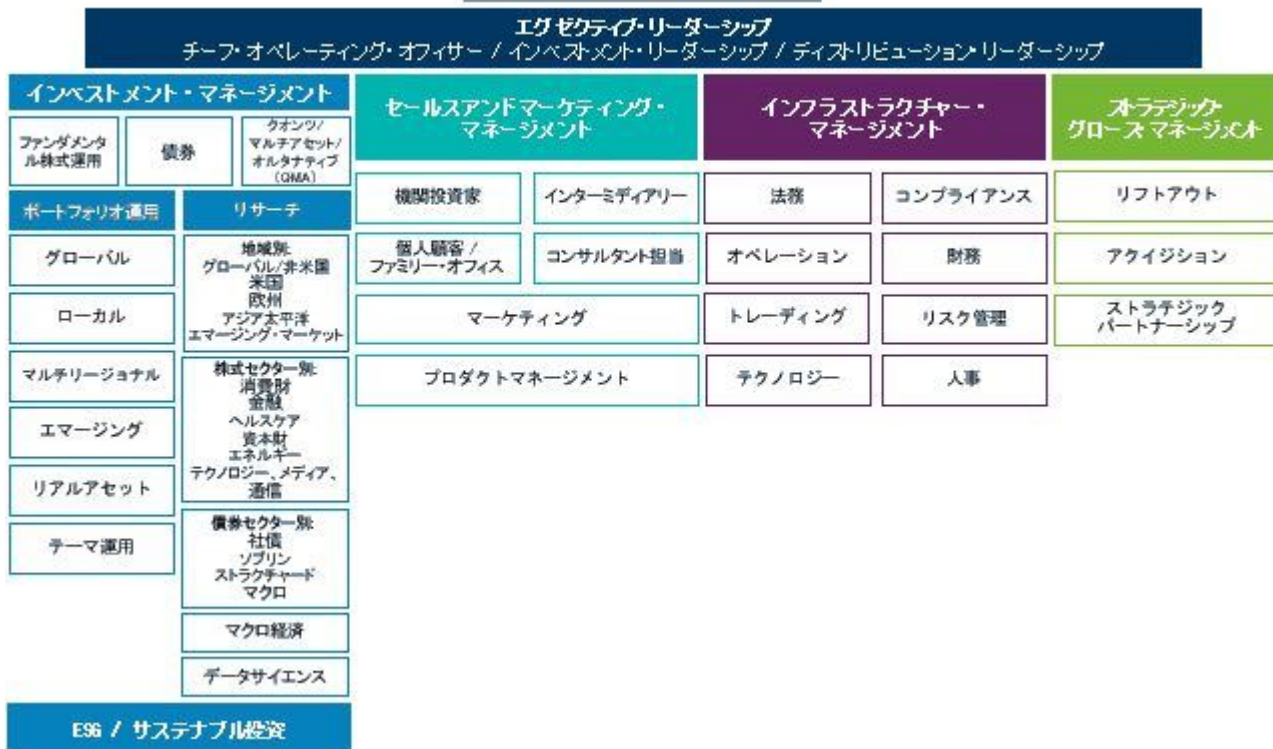 エグゼクティブ・リーダーシップ
チーフ・オペレーティング・オフィサー / インベストメント・リーダーシップ / ディストリビューション・リーダーシップ
インベストメント・マネージメント
ファンダメンタ
ル株式運用
債券
クオンツ/
マルチアセット/
オルタナティブ
(QMA)
ポートフォリオ運用
グローバル
ローカル
マルチリージョナル
エマージング
リアルアセット
テーマ運用
リサーチ
地域別:
グローバル/非米国
米国
欧州
アジア太平洋
エマージング・マーケット
株式セクター別:
消費財
金融
ヘルスケア
資本財
エネルギー
テクノロジー、メディア、
通信
債券セクター別:
社債
ソブリン
ストラクチャード
マクロ
マクロ経済
データサイエンス
ESG / サステナブル投資
セールスアンドマーケティング・
マネージメント
機関投資家
インターミディアリー
個人顧客 /
ファミリー・オフィス
コンサルタント担当
マーケティング
プロダクトマネージメント
インフラストラクチャー・
マネージメント
法務
コンプライアンス
オペレーション
財務
トレーディング
リスク管理
テクノロジー
人事
ストラテジック・
グロース・マネージメント
リフトアウト
アクイジション
ストラテジック
パートナーシップ